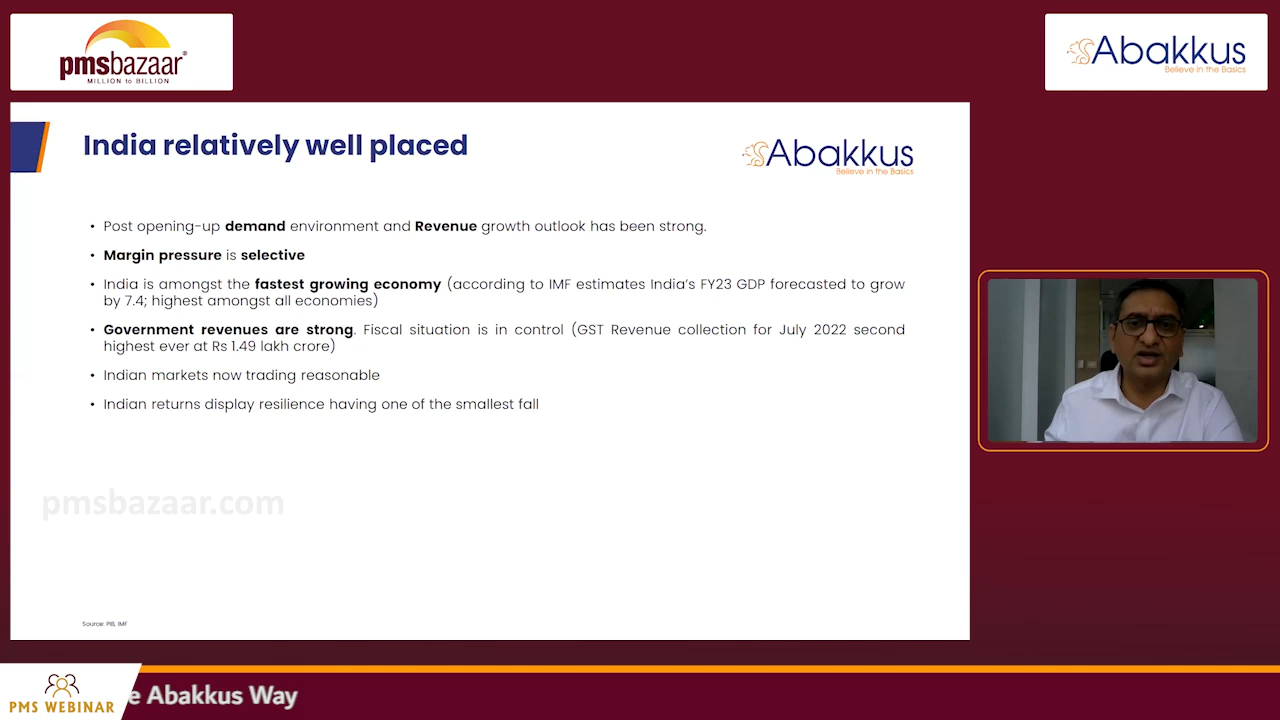 pmsbazaar®
MILLION to BILLION
Abakkus
Believe in the Basics
India relatively well placed
Abakkus
Believe in the Basics
• Post opening-up demand environment and Revenue growth outlook has been strong.
• Margin pressure is selective
• India is amongst the fastest growing economy (according to IMF estimates India's FY23 GDP forecasted to grow
by 7.4; highest amongst all economies)
• Government revenues are strong. Fiscal situation is in control (GST Revenue collection for July 2022 second
highest ever at Rs 1.49 lakh crore)
• Indian markets now trading reasonable
• Indian returns display resilience having one of the smallest fall
pmsbazaar.com
Source: PIB, IMF
PMS WEBINAR
e Abakkus Way